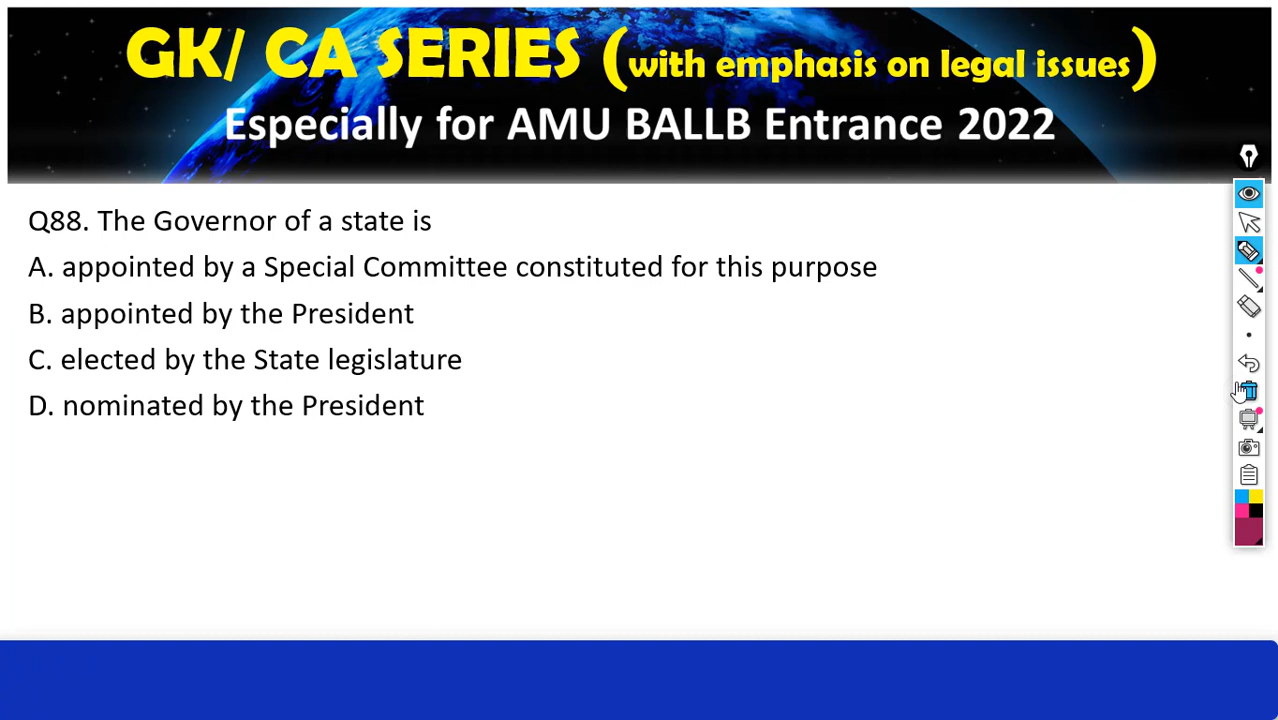 GK/ CA SERIES (with emphasis on legal issues)
Especially for AMU BALLB Entrance 2022
Q88. The Governor of a state is
A. appointed by a Special Committee constituted for this purpose
B. appointed by the President
C. elected by the State legislature
D. nominated by the President